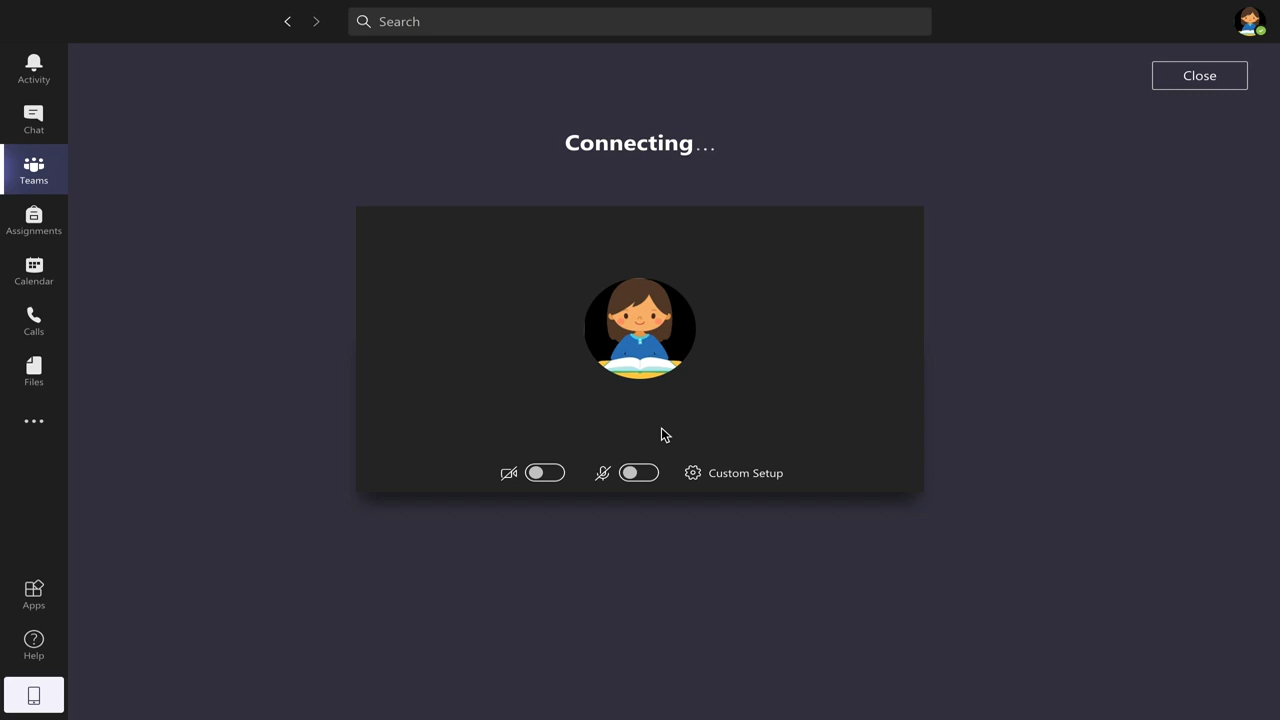 Search
Activity
Chat
Teams
Assignments
Calendar
Calls
Files
Apps
Help
Close
Connecting...
Custom Setup